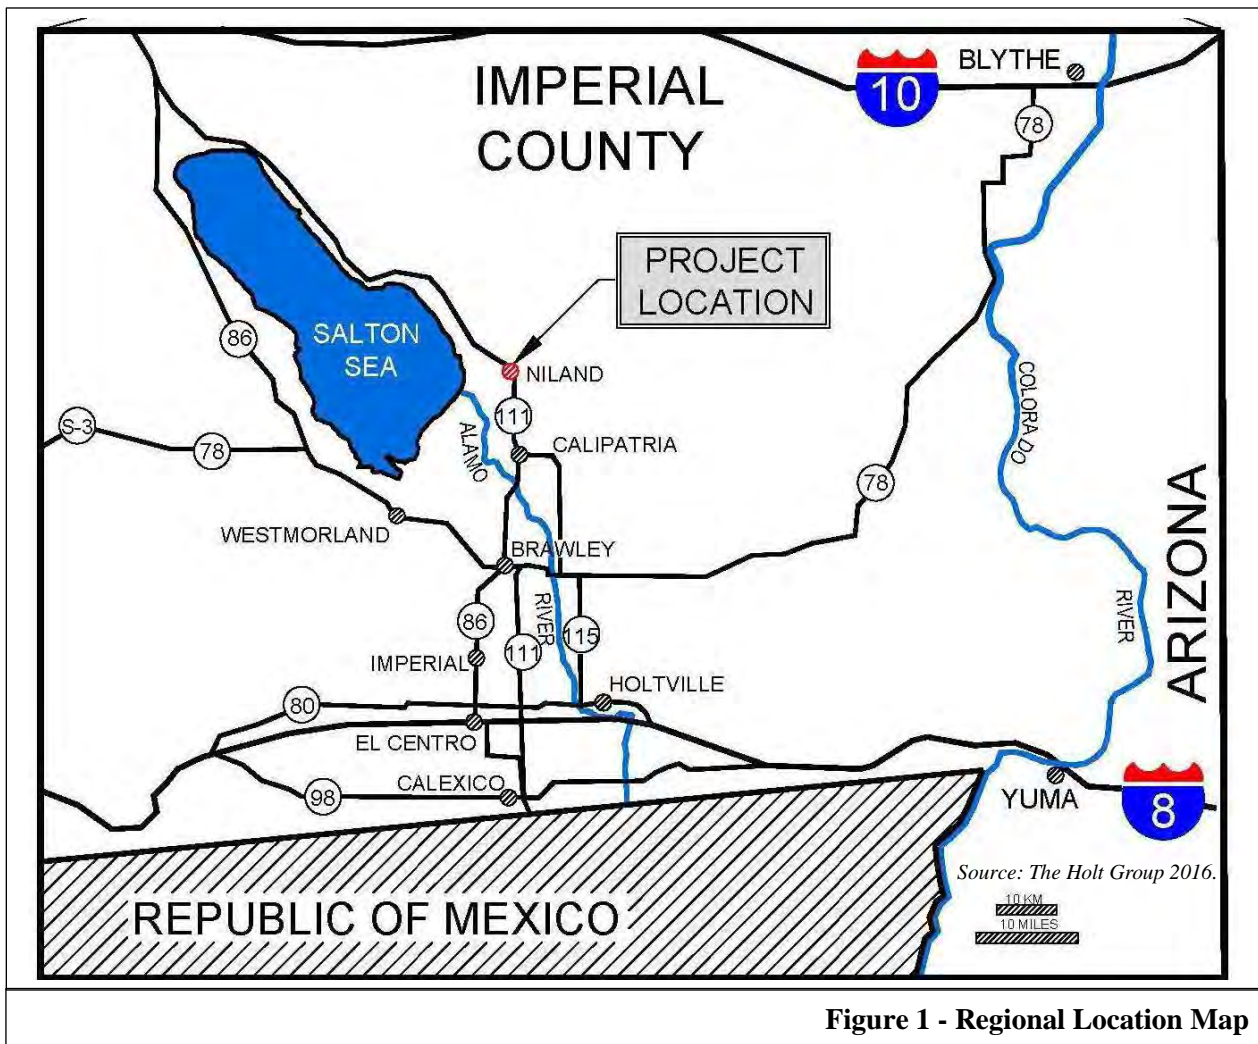 IMPERIAL
COUNTY
10
BLYTHE
78
PROJECT
LOCATION
SALTON
SEA
86
NILAND
111
S-3
78
ALAMO
CALIPATRIA
COLORADO
78
WESTMORLAND
BRAWLEY
ARIZONA
RIVER
RIVER
86
111
115
IMPERIAL
HOLTVILLE
80
EL CENTRO
98
CALEXICO
YUMA
8
Source: The Holt Group 2016.
10 KM
10 MILES
REPUBLIC OF MEXICO
Figure 1 - Regional Location Map